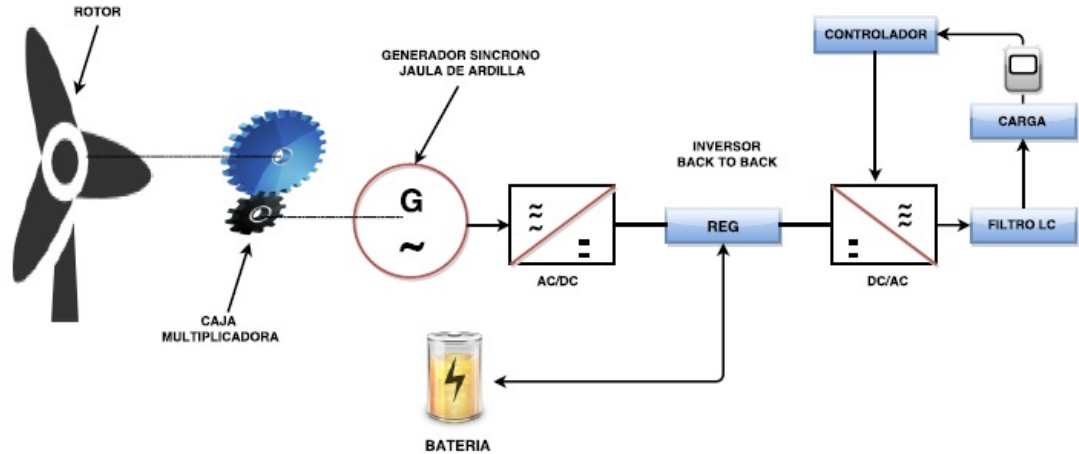 ROTOR
GENERADOR SINCRONO
JAULA DE ARDILLA
CONTROLADOR
CARGA
INVERSOR
BACK TO BACK
G
~
REG
FILTRO LC
AC/DC
DC/AC
CAJA
MULTIPLICADORA
BATERIA